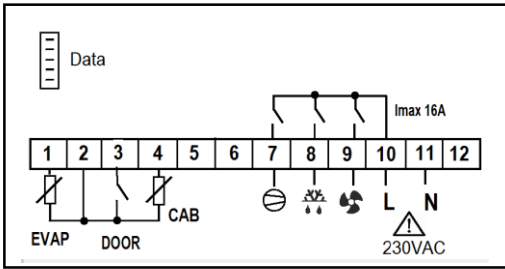 Data
Imax 16A
1 2 3 4 5 6 7 8 9 10 11 12
L N
EVAP DOOR CAB
230VAC